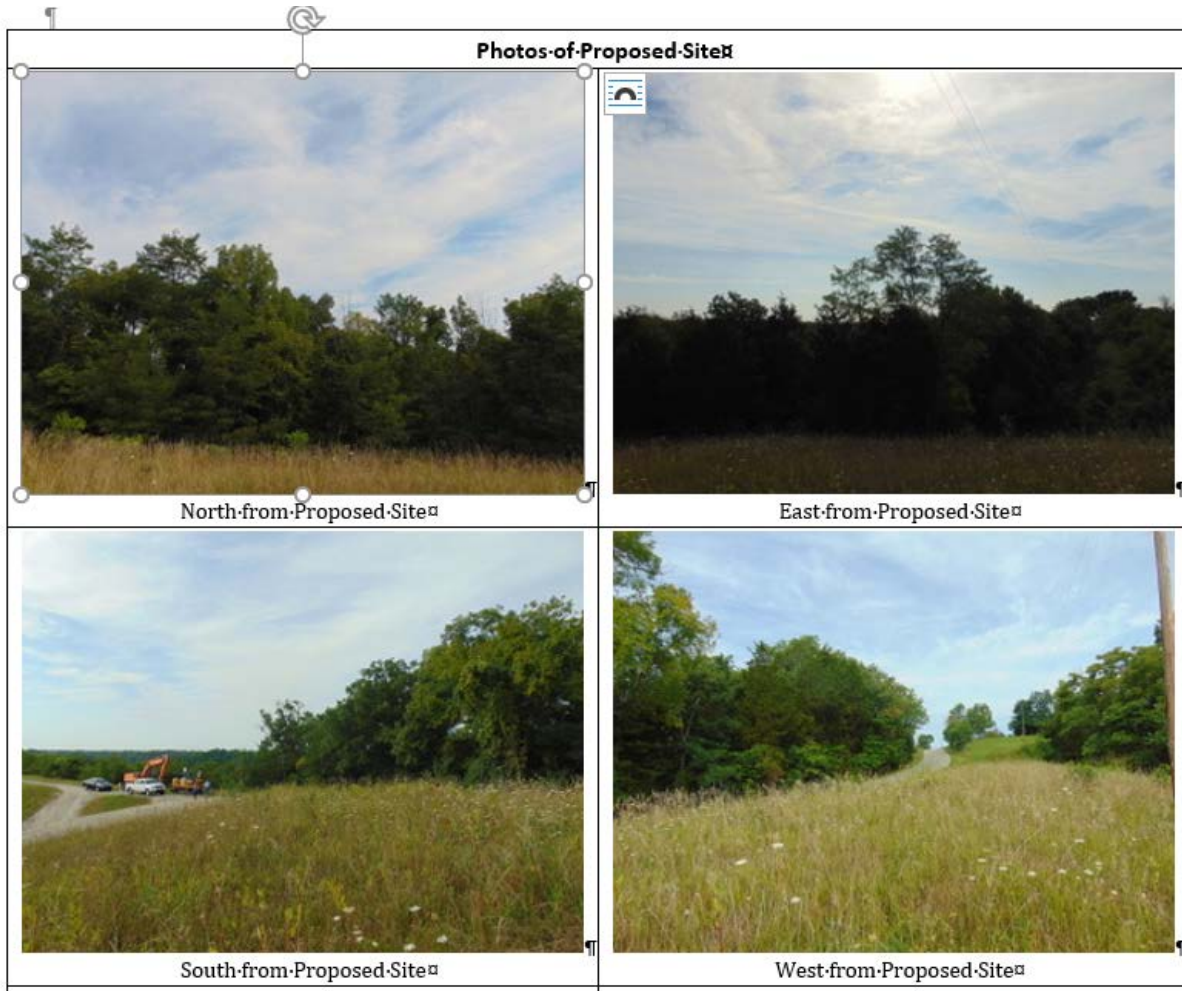 ¶
Photos·of·Proposed·Site¤
¶
¶
North·from·Proposed·Site¤
East·from·Proposed·Site¤
¶
¶
South·from·Proposed·Site¤
West·from·Proposed·Site¤